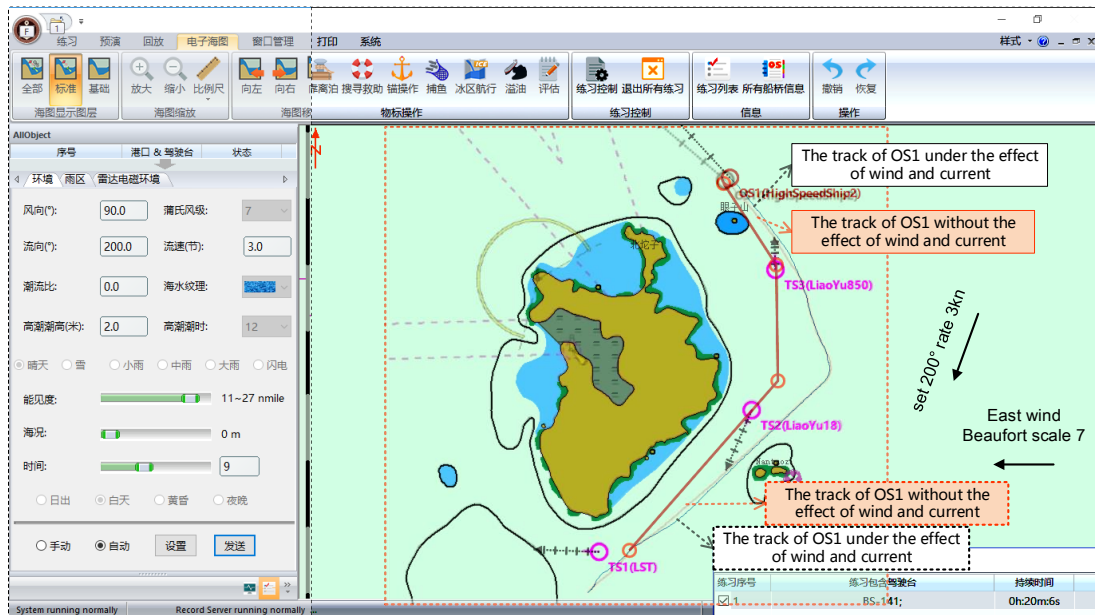 F
1
练习 预演 回放 电子海图 窗口管理 打印 系统 样式
全部 标准 基础 放大 缩小 比例尺 向左 向右 靠离泊 搜寻救助 锚操作 捕鱼 冰区航行 溢油 评估 练习控制 退出所有练习 练习列表 所有船桥信息 撤销 恢复
海图显示图层 海图缩放 海图移 物标操作 练习控制 信息 操作
AllObject
序号 港口 & 驾驶台 状态
环境 雨区 雷达电磁环境
风向(°): 90.0 蒲氏风级: 7
流向(°): 200.0 流速(节): 3.0
潮流比: 0.0 海水纹理:
高潮潮高(米): 2.0 高潮潮时: 12
晴天 雪 小雨 中雨 大雨 闪电
能见度: 11~27 nmile
海况: 0 m
时间: 9
日出 白天 黄昏 夜晚
手动 自动 设置 发送
System running normally Record Server running normally ...
N
The track of OS1 under the effect
of wind and current
OS1(HighSpeedShip2)
The track of OS1 without the
effect of wind and current
北坨子
TS3(LiaoYu850)
set 200° rate 3kn
East wind
Beaufort scale 7
TS2(LiaoYu18)
The track of OS1 without the
effect of wind and current
The track of OS1 under the effect
of wind and current
TS1(LST)
练习序号 练习包含驾驶台 持续时间
1 BS-141; 0h:20m:6s